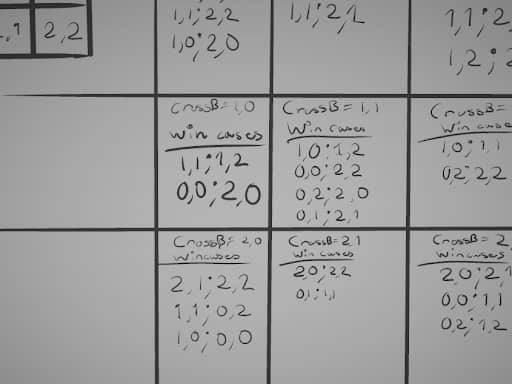 2,2
1,1;2,2
1,0;2,0
1,1;2,1
1,1;2,
1,2;2
CrossB=1,0
win cases
1,1;1,2
0,0;2,0
CrossB=1,1
Win cases
1,0;1,2
0,0;2,2
0,2;2,0
0,1;2,1
CrossB=
Win cases
1,0;1,1
0,2;2,2
CrossB=2,0
wincases
2,1;2,2
1,1;0,2
1,0;0,0
CrossB=2,1
Win cases
2,0;2,2
0,1;1,1
CrossB=2,
wincases
2,0;2,1
0,0;1,1
0,2;1,2